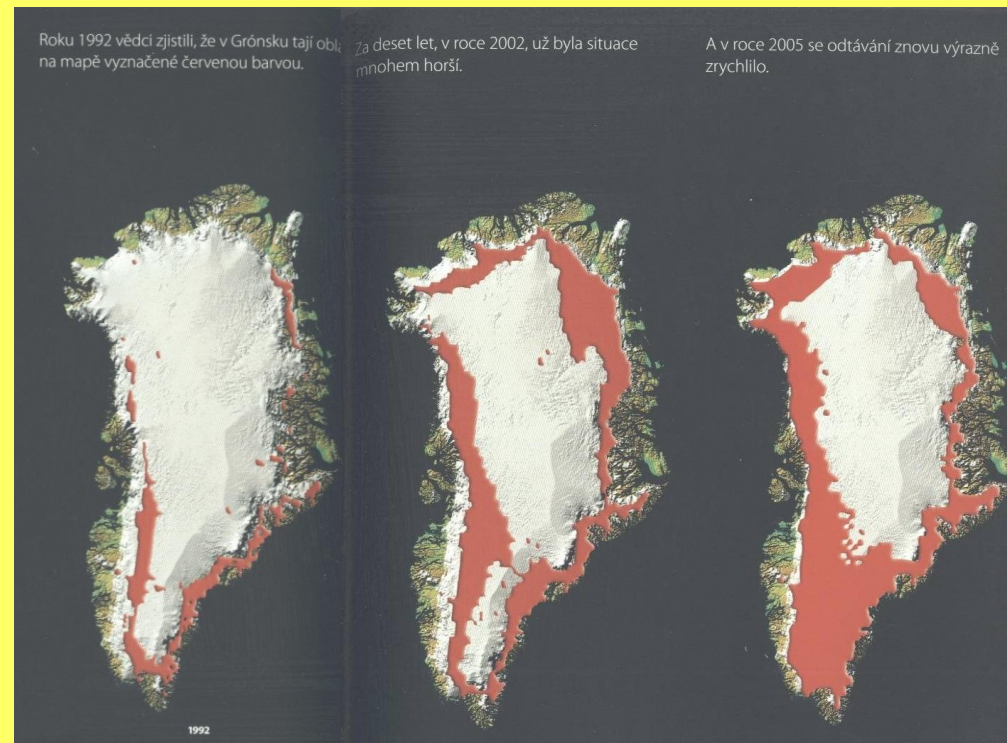 Roku 1992 vědci zjistili, že v Grónsku tají
na mapě vyznačené červenou barvou.
Za deset let, v roce 2002, už byla situace
mnohem horší.
A v roce 2005 se odtávání znovu výrazně
zrychlilo.
1992